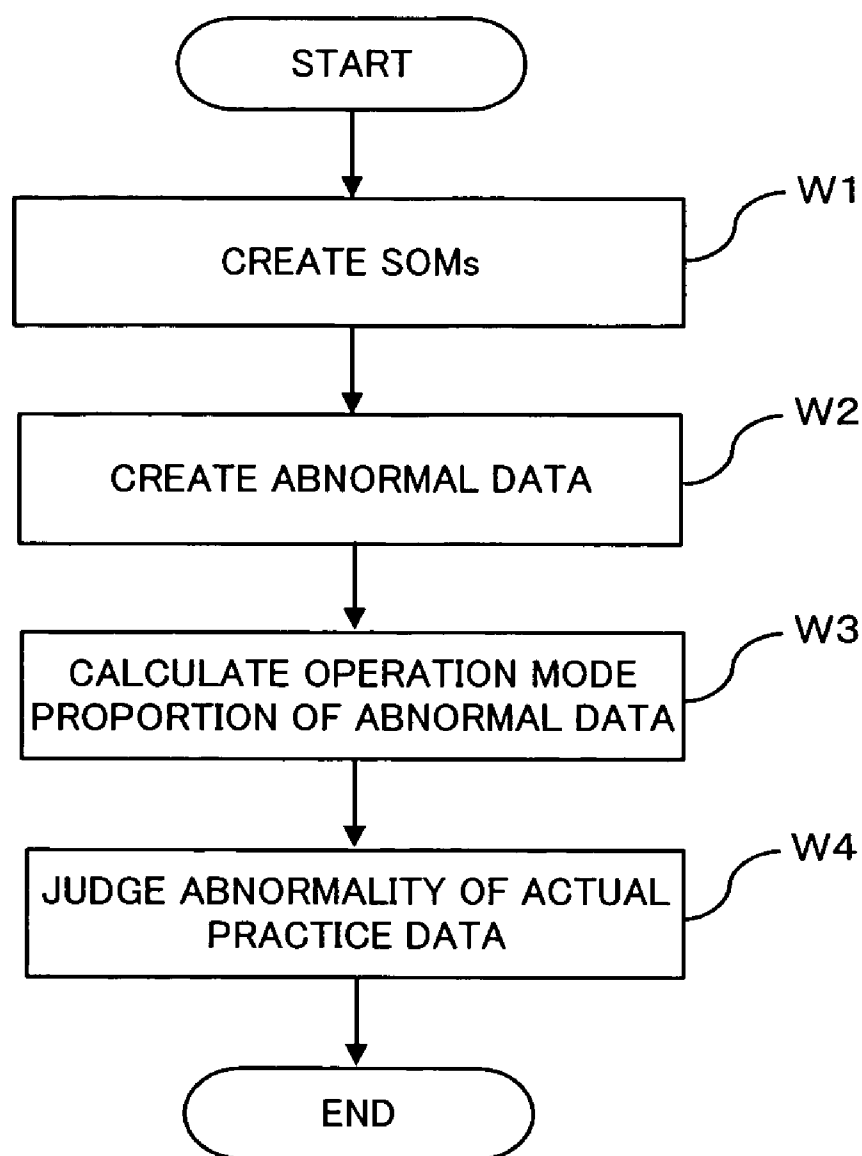 START
W1
CREATE SOMs
W2
CREATE ABNORMAL DATA
W3
CALCULATE OPERATION MODE
PROPORTION OF ABNORMAL DATA
W4
JUDGE ABNORMALITY OF ACTUAL
PRACTICE DATA
END